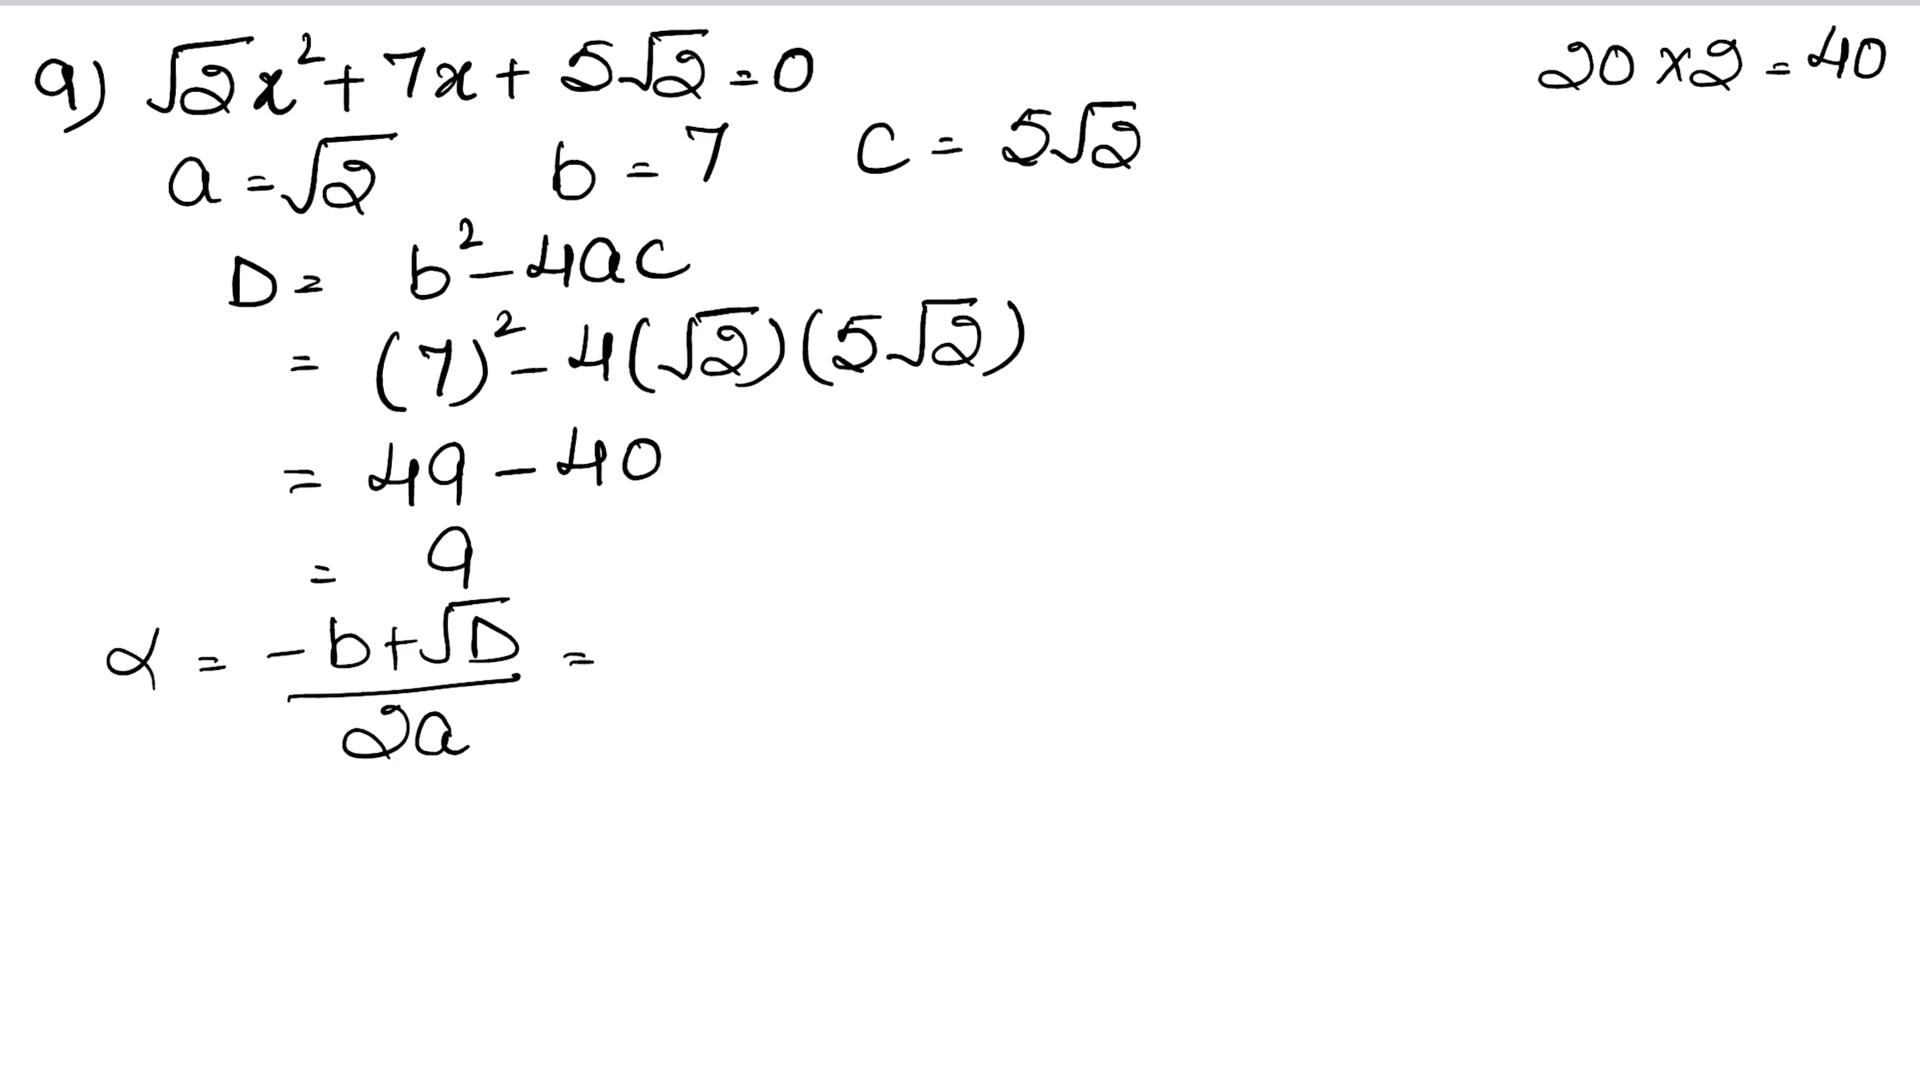 9) √2x² + 7x + 5√2 = 0
20 × 2 = 40
a = √2 b = 7 c = 5√2
D = b² - 4ac
= (7)² - 4(√2)(5√2)
= 49 - 40
= 9
α = -b+√D =
2a